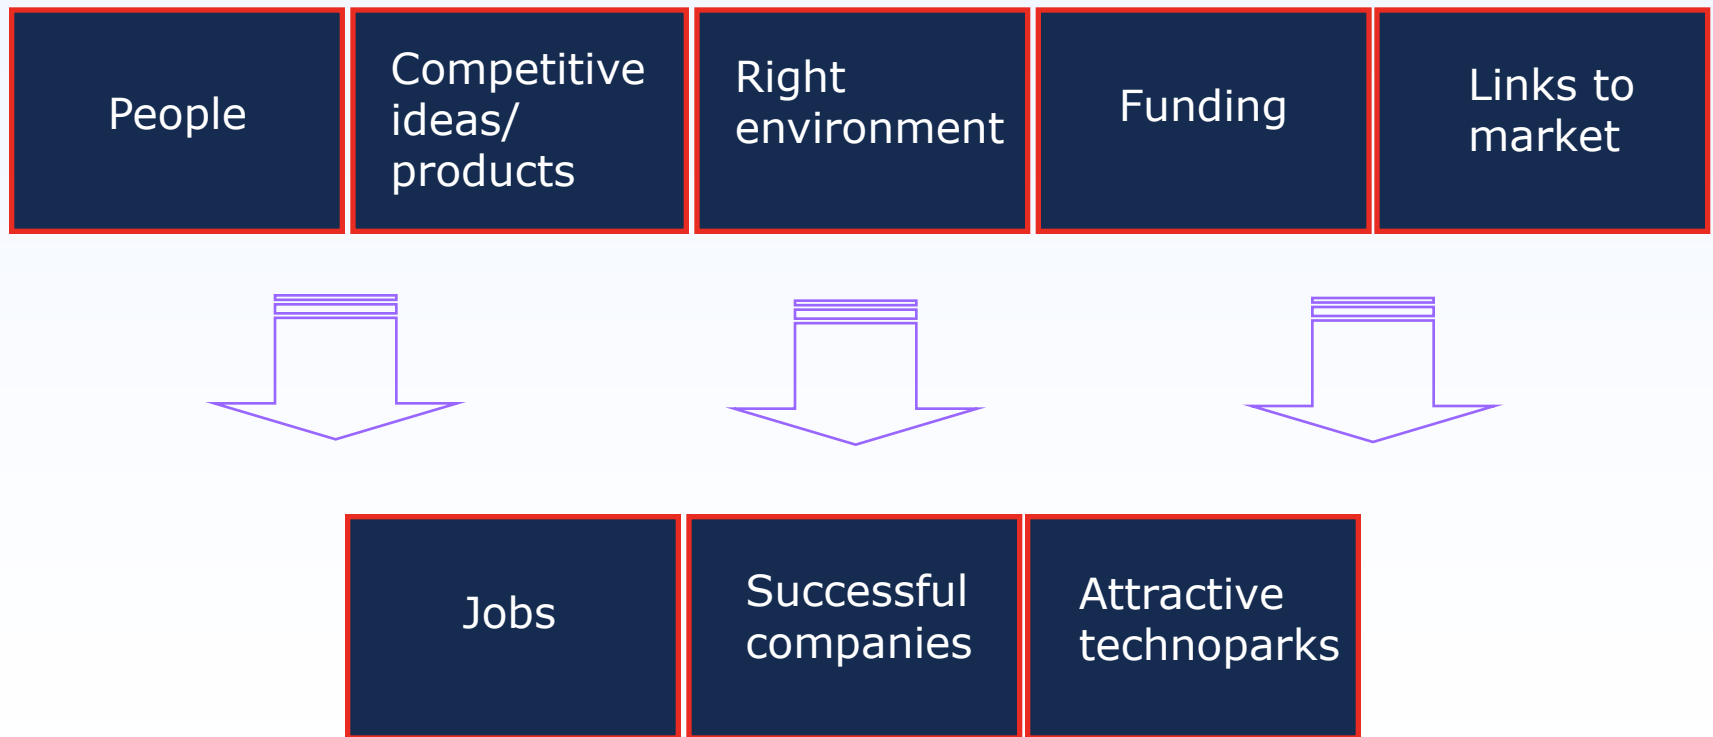 People
Competitive
ideas/
products
Right
environment
Funding
Links to
market
Jobs
Successful
companies
Attractive
technoparks